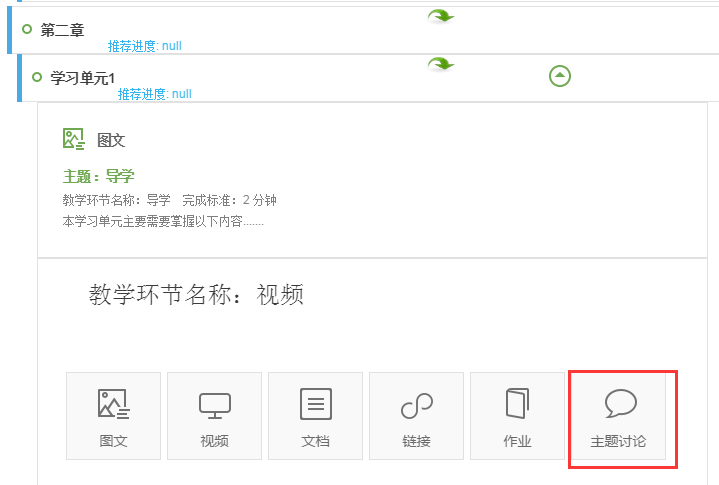 第二章
推荐进度: null
学习单元1
推荐进度: null
图文
主题：导学
教学环节名称：导学 完成标准：2 分钟
本学习单元主要需要掌握以下内容.......
教学环节名称：视频
图文 视频 文档 链接 作业 主题讨论